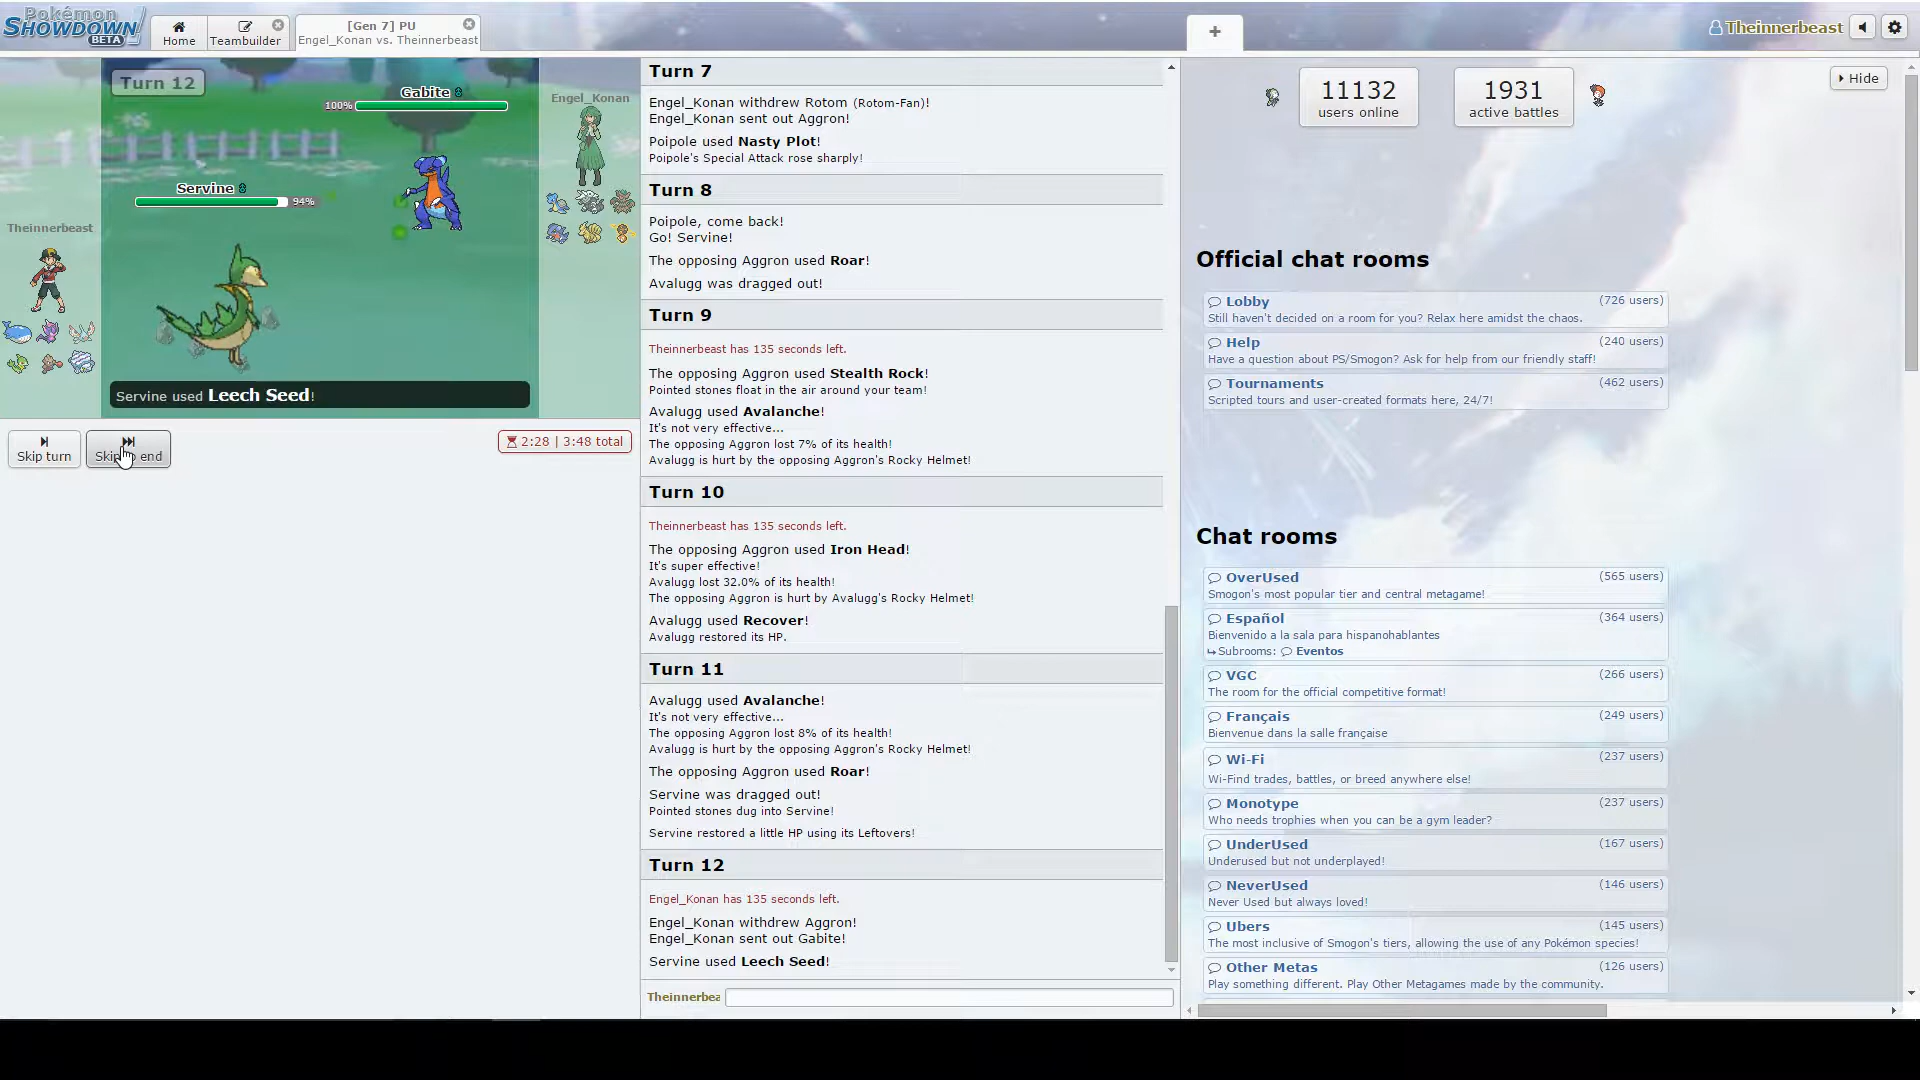 Pokémon
SHOWDOWN!
BETA
Home
Teambuilder
[Gen 7] PU
Engel_Konan vs. Theinnerbeast
+
Theinnerbeast
Turn 12
Gabite
100%
Servine
94%
Engel_Konan
Theinnerbeast
Servine used Leech Seed!
Skip turn
2:28 | 3:48 total
Turn 7
Engel_Konan withdrew Rotom (Rotom-Fan)!
Engel_Konan sent out Aggron!
Poipole used Nasty Plot!
Poipole's Special Attack rose sharply!
Turn 8
Poipole, come back!
Go! Servine!
The opposing Aggron used Roar!
Avalugg was dragged out!
Turn 9
Theinnerbeast has 135 seconds left.
The opposing Aggron used Stealth Rock!
Pointed stones float in the air around your team!
Avalugg used Avalanche!
It's not very effective...
The opposing Aggron lost 7% of its health!
Avalugg is hurt by the opposing Aggron's Rocky Helmet!
Turn 10
Theinnerbeast has 135 seconds left.
The opposing Aggron used Iron Head!
It's super effective!
Avalugg lost 32.0% of its health!
The opposing Aggron is hurt by Avalugg's Rocky Helmet!
Avalugg used Recover!
Avalugg restored its HP.
Turn 11
Avalugg used Avalanche!
It's not very effective...
The opposing Aggron lost 8% of its health!
Avalugg is hurt by the opposing Aggron's Rocky Helmet!
The opposing Aggron used Roar!
Servine was dragged out!
Pointed stones dug into Servine!
Servine restored a little HP using its Leftovers!
Turn 12
Engel_Konan has 135 seconds left.
Engel_Konan withdrew Aggron!
Engel_Konan sent out Gabite!
Servine used Leech Seed!
Theinnerbea
11132
users online
1931
active battles
Hide
Official chat rooms
Lobby (726 users)
Still haven't decided on a room for you? Relax here amidst the chaos.
Help (240 users)
Have a question about PS/Smogon? Ask for help from our friendly staff!
Tournaments (462 users)
Scripted tours and user-created formats here, 24/7!
Chat rooms
OverUsed (565 users)
Smogon's most popular tier and central metagame!
Español (364 users)
Bienvenido a la sala para hispanohablantes
Subrooms: Eventos
VGC (266 users)
The room for the official competitive format!
Français (249 users)
Bienvenue dans la salle française
Wi-Fi (237 users)
Wi-Find trades, battles, or breed anywhere else!
Monotype (237 users)
Who needs trophies when you can be a gym leader?
UnderUsed (167 users)
Underused but not underplayed!
NeverUsed (146 users)
Never Used but always loved!
Ubers (145 users)
The most inclusive of Smogon's tiers, allowing the use of any Pokémon species!
Other Metas (126 users)
Play something different. Play Other Metagames made by the community.